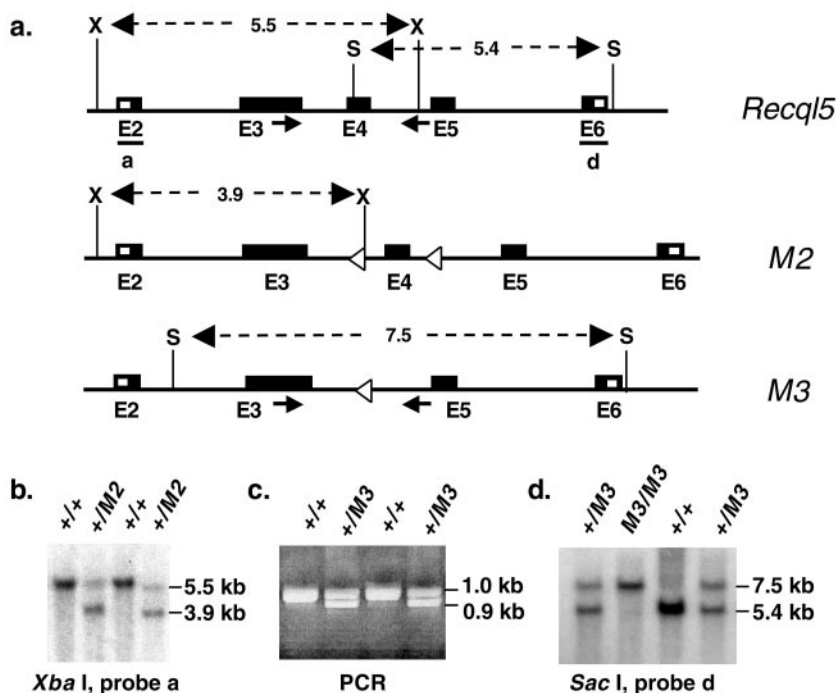 a.
X 5.5 X
S 5.4 S
Recql5
E2 E3 E4 E5 E6
a d
X 3.9 X
M2
E2 E3 E4 E5 E6
S 7.5 S
M3
E2 E3 E5 E6
b.
+/+ +/M2 +/+ +/M2
5.5 kb
3.9 kb
Xba I, probe a
c.
+/+ +/M3 +/+ +/M3
1.0 kb
0.9 kb
PCR
d.
+/M3 M3/M3 +/+ +/M3
7.5 kb
5.4 kb
Sac I, probe d